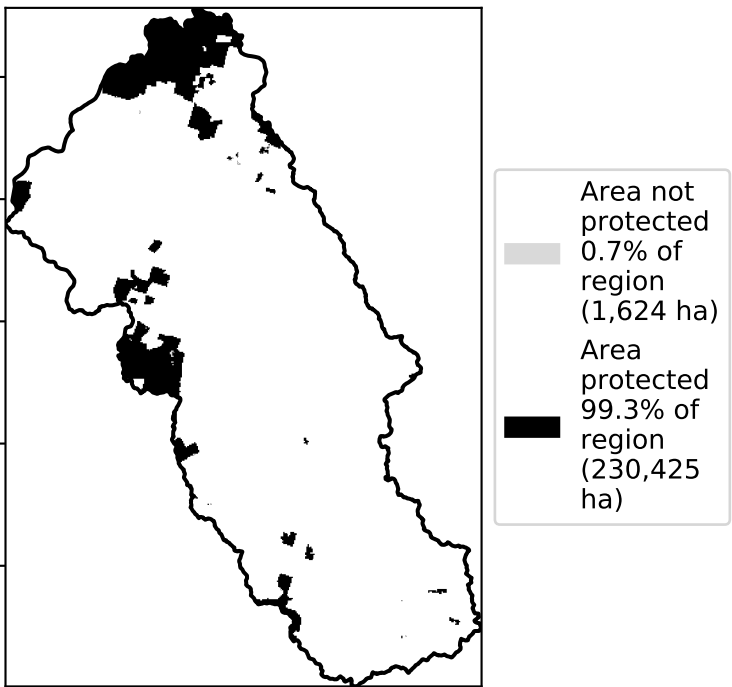 Area not
protected
0.7% of
region
(1,624 ha)
Area
protected
99.3% of
region
(230,425
ha)